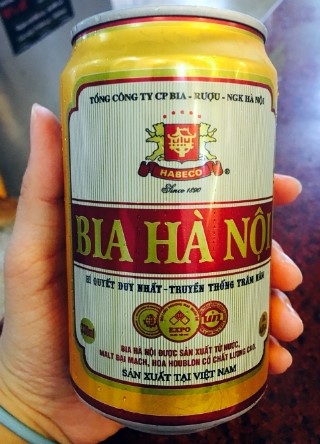 TỔNG CÔNG TY CP BIA - RƯỢU - NGK HÀ NỘI
HABECO
®
Since 1890
BIA HÀ NỘI
BÍ QUYẾT DUY NHẤT - TRUYỀN THỐNG TRĂM NĂM
EXPO
BIA HÀ NỘI ĐƯỢC SẢN XUẤT TỪ NƯỚC,
MALT ĐẠI MẠCH, HOA HOUBLON CÓ CHẤT LƯỢNG CAO.
SẢN XUẤT TẠI VIỆT NAM